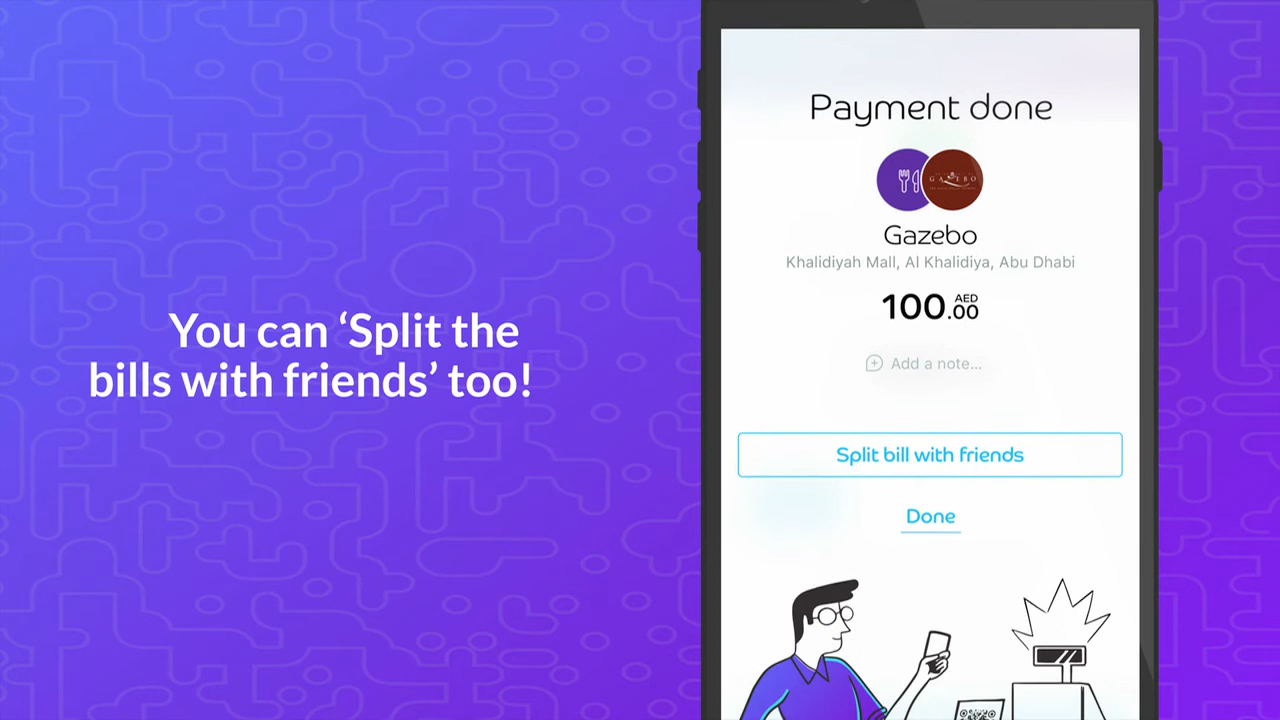 You can ‘Split the
bills with friends’ too!
Payment done
GAZEBO
Gazebo
Khalidiyah Mall, Al Khalidiya, Abu Dhabi
100.00 AED
Add a note...
Split bill with friends
Done